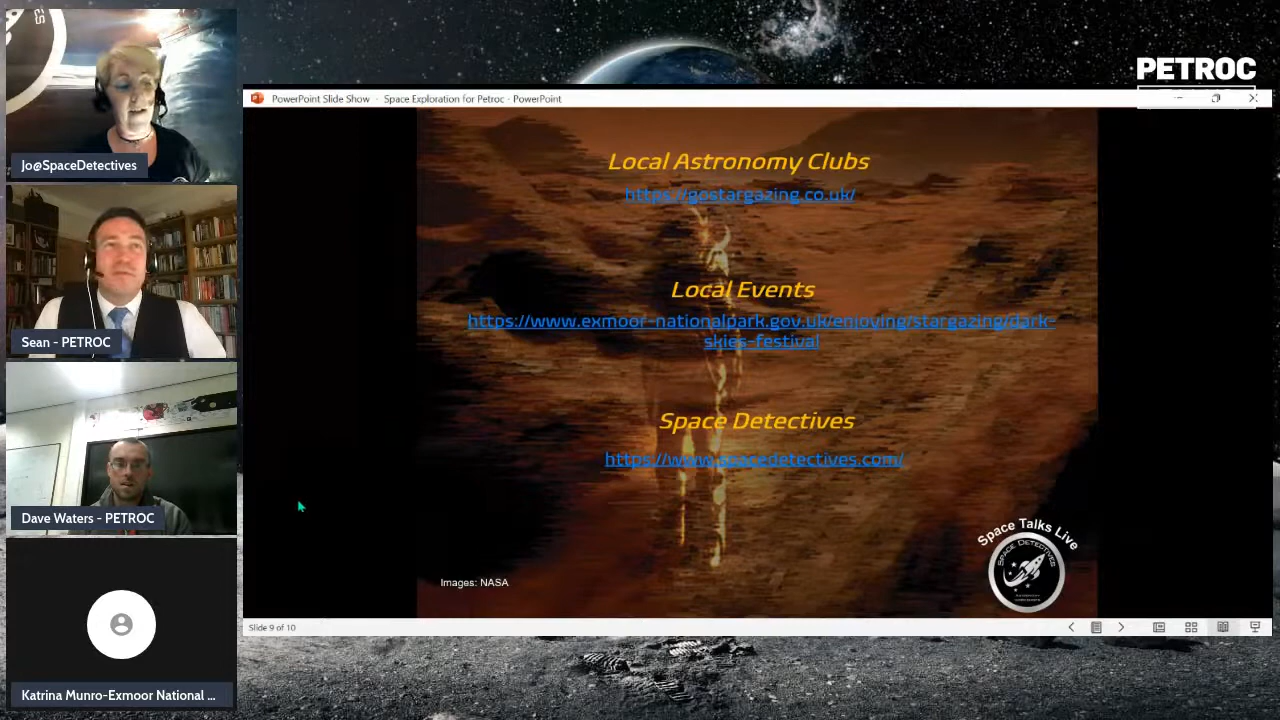 PETROC
PowerPoint Slide Show - Space Exploration for Petroc - PowerPoint
Jo@SpaceDetectives
Sean - PETROC
Dave Waters - PETROC
Katrina Munro-Exmoor National ...
Local Astronomy Clubs
https://gostargazing.co.uk/
Local Events
https://www.exmoor-nationalpark.gov.uk/enjoying/stargazing/dark-
skies-festival
Space Detectives
https://www.spacedetectives.com/
Images: NASA
Space Talks Live
SPACE DETECTIVES
Slide 9 of 10